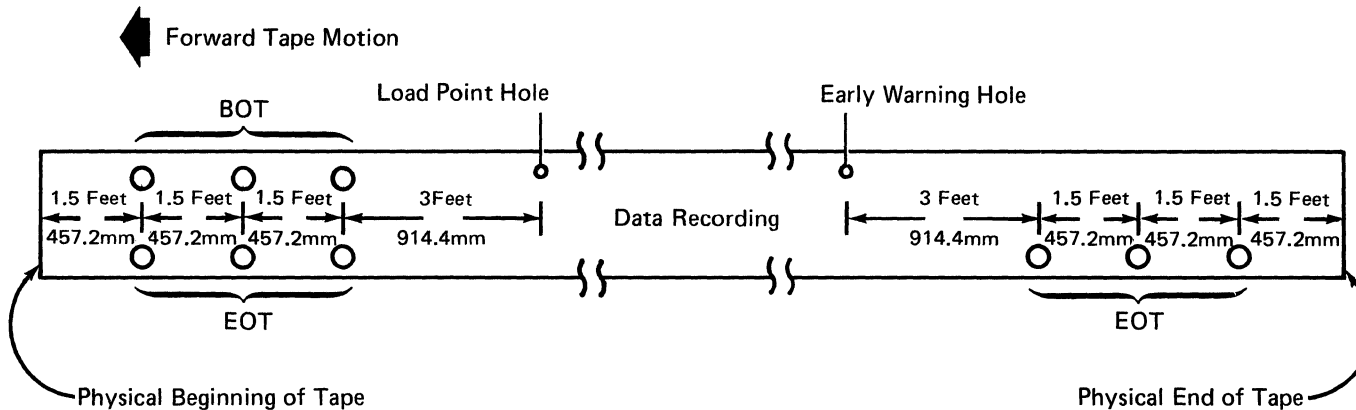 Forward Tape Motion
Load Point Hole
Early Warning Hole
BOT
1.5 Feet 1.5 Feet 1.5 Feet 3Feet Data Recording 3 Feet 1.5 Feet 1.5 Feet 1.5 Feet
457.2mm 457.2mm 457.2mm 914.4mm 914.4mm 457.2mm 457.2mm 457.2mm
EOT EOT
Physical Beginning of Tape Physical End of Tape